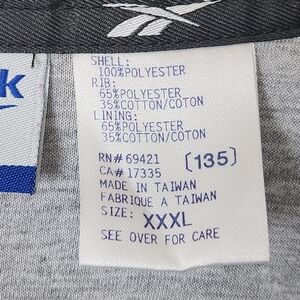 k
SHELL:
100%POLYESTER
RIB:
65%POLYESTER
35%COTTON/COTON
LINING:
65%POLYESTER
35%COTTON/COTON
RN# 69421 [135]
CA# 17335
MADE IN TAIWAN
FABRIQUE A TAIWAN
SIZE: XXXL
SEE OVER FOR CARE